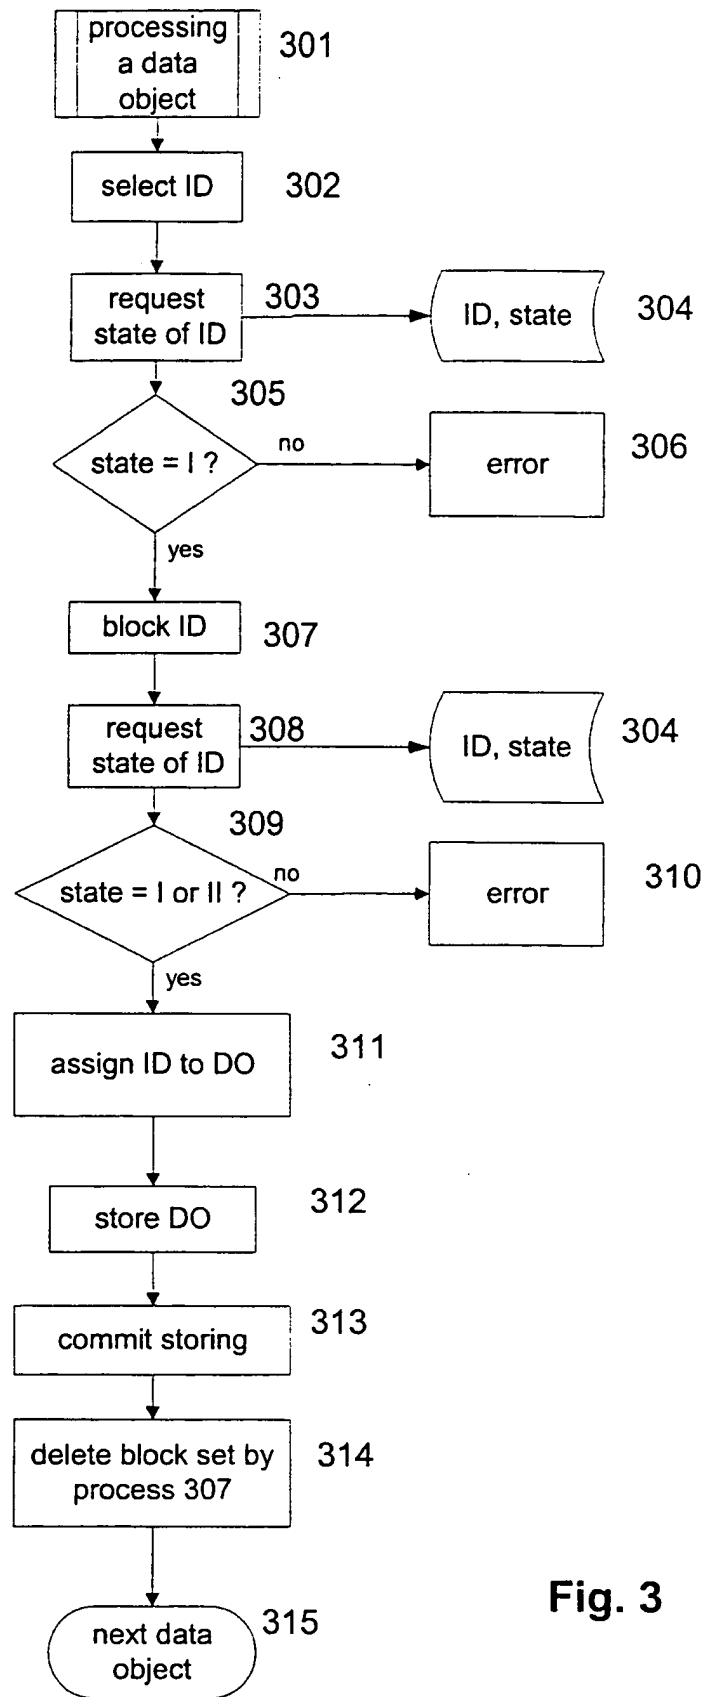 processing
a data
object
301
select ID
302
request
state of ID
303
ID, state
304
305
state = I ?
no
error
306
yes
block ID
307
request
state of ID
308
ID, state
304
309
state = I or II ?
no
error
310
yes
assign ID to DO
311
store DO
312
commit storing
313
delete block set by
process 307
314
next data
object
315
Fig. 3